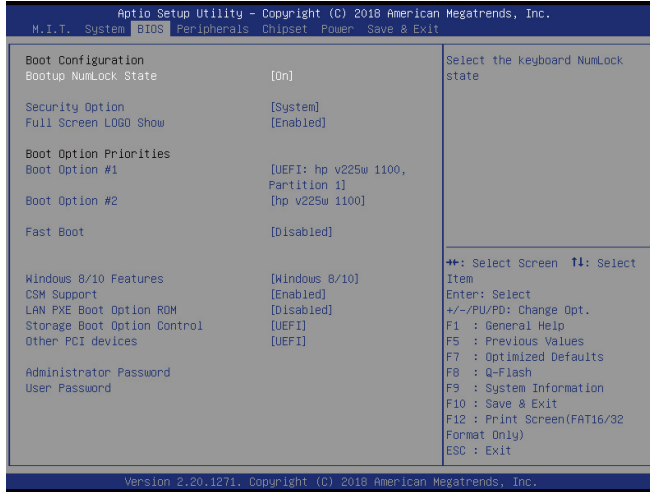 Aptio Setup Utility – Copyright (C) 2018 American Megatrends, Inc.
M.I.T. System BIOS Peripherals Chipset Power Save & Exit
Boot Configuration
Bootup NumLock State [On]
Security Option [System]
Full Screen LOGO Show [Enabled]
Boot Option Priorities
Boot Option #1 [UEFI: hp v225w 1100,
Partition 1]
Boot Option #2 [hp v225w 1100]
Fast Boot [Disabled]
Windows 8/10 Features [Windows 8/10]
CSM Support [Enabled]
LAN PXE Boot Option ROM [Disabled]
Storage Boot Option Control [UEFI]
Other PCI devices [UEFI]
Administrator Password
User Password
Select the keyboard NumLock
state
→←: Select Screen ↑↓: Select
Item
Enter: Select
+/-/PU/PD: Change Opt.
F1 : General Help
F5 : Previous Values
F7 : Optimized Defaults
F8 : Q-Flash
F9 : System Information
F10 : Save & Exit
F12 : Print Screen(FAT16/32
Format Only)
ESC : Exit
Version 2.20.1271. Copyright (C) 2018 American Megatrends, Inc.